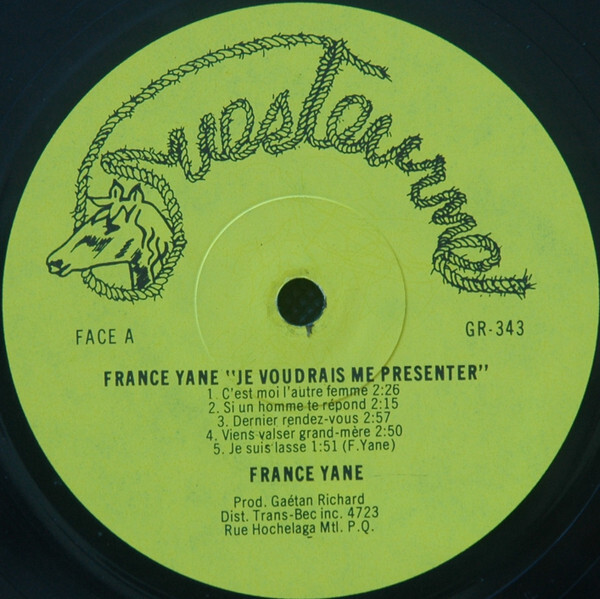 FACE A
GR-343
FRANCE YANE "JE VOUDRAIS ME PRESENTER"
1. C'est moi l'autre femme 2:26
2. Si un homme te répond 2:15
3. Dernier rendez-vous 2:57
4. Viens valser grand-mère 2:50
5. Je suis lasse 1:51 (F.Yane)
FRANCE YANE
Prod. Gaétan Richard
Dist. Trans-Bec inc. 4723
Rue Hochelaga Mtl. P.Q.